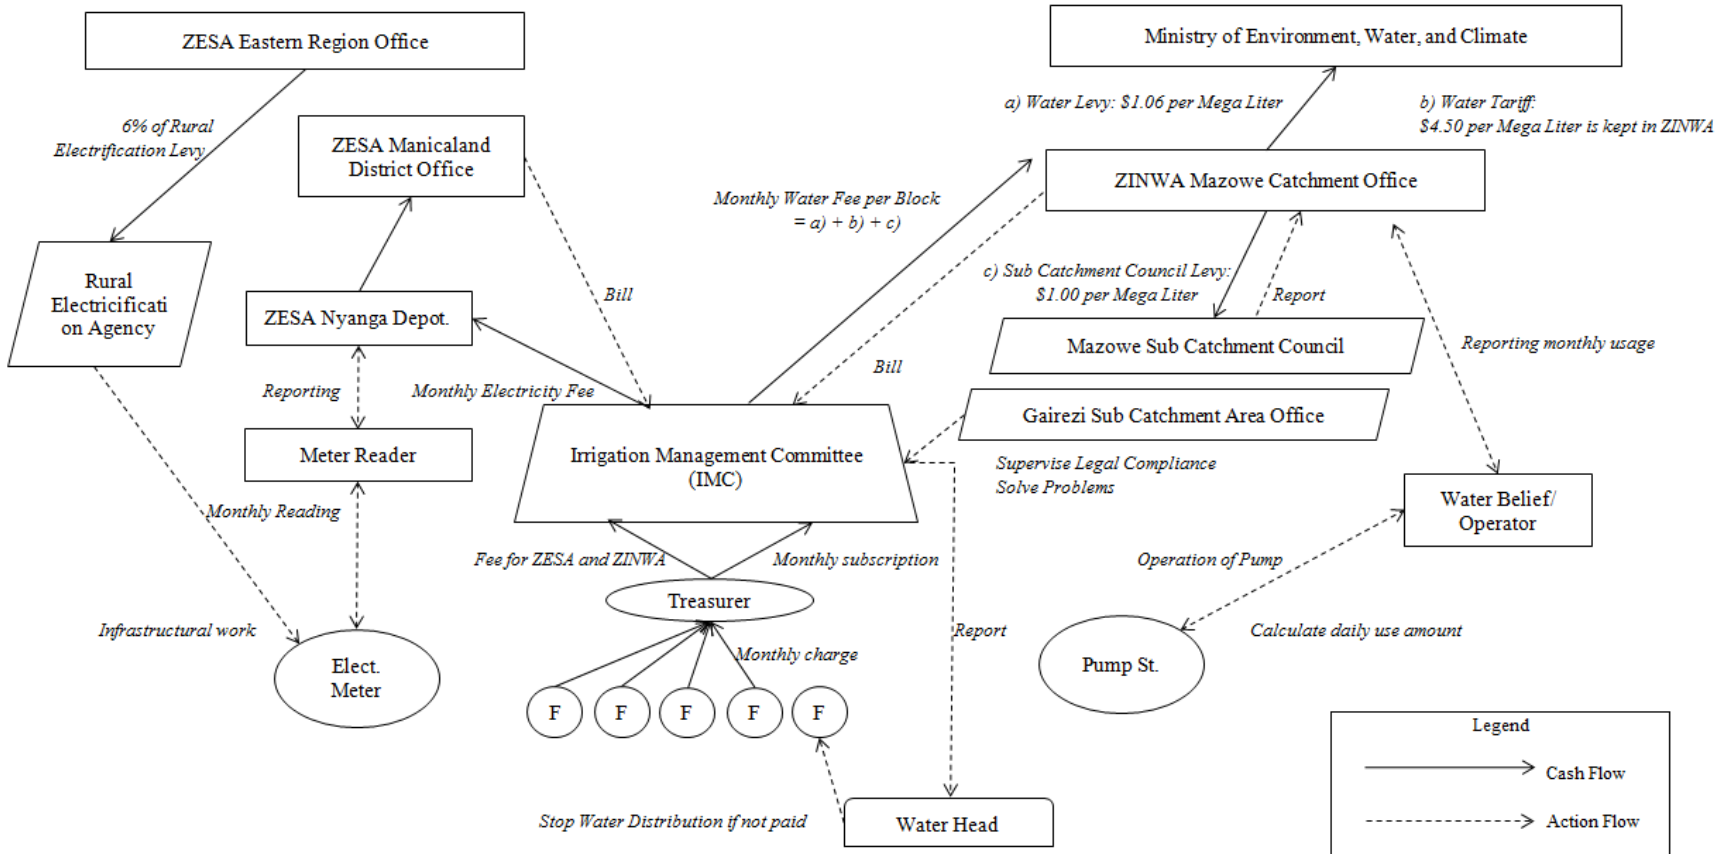 ZESA Eastern Region Office
Ministry of Environment, Water, and Climate
6% of Rural
Electrification Levy
ZESA Manicaland
District Office
a) Water Levy: $1.06 per Mega Liter
b) Water Tariff:
$4.50 per Mega Liter is kept in ZINWA
ZINWA Mazowe Catchment Office
Monthly Water Fee per Block
= a) + b) + c)
Rural
Electricificati
on Agency
ZESA Nyanga Depot.
Bill
c) Sub Catchment Council Levy:
$1.00 per Mega Liter
Report
Mazowe Sub Catchment Council
Reporting monthly usage
Reporting
Monthly Electricity Fee
Bill
Gairezi Sub Catchment Area Office
Meter Reader
Irrigation Management Committee
(IMC)
Supervise Legal Compliance
Solve Problems
Water Belief/
Operator
Monthly Reading
Fee for ZESA and ZINWA
Monthly subscription
Operation of Pump
Treasurer
Infrastructural work
Report
Calculate daily use amount
Elect.
Meter
Monthly charge
Pump St.
F
F
F
F
F
Stop Water Distribution if not paid
Water Head
Legend
Cash Flow
Action Flow